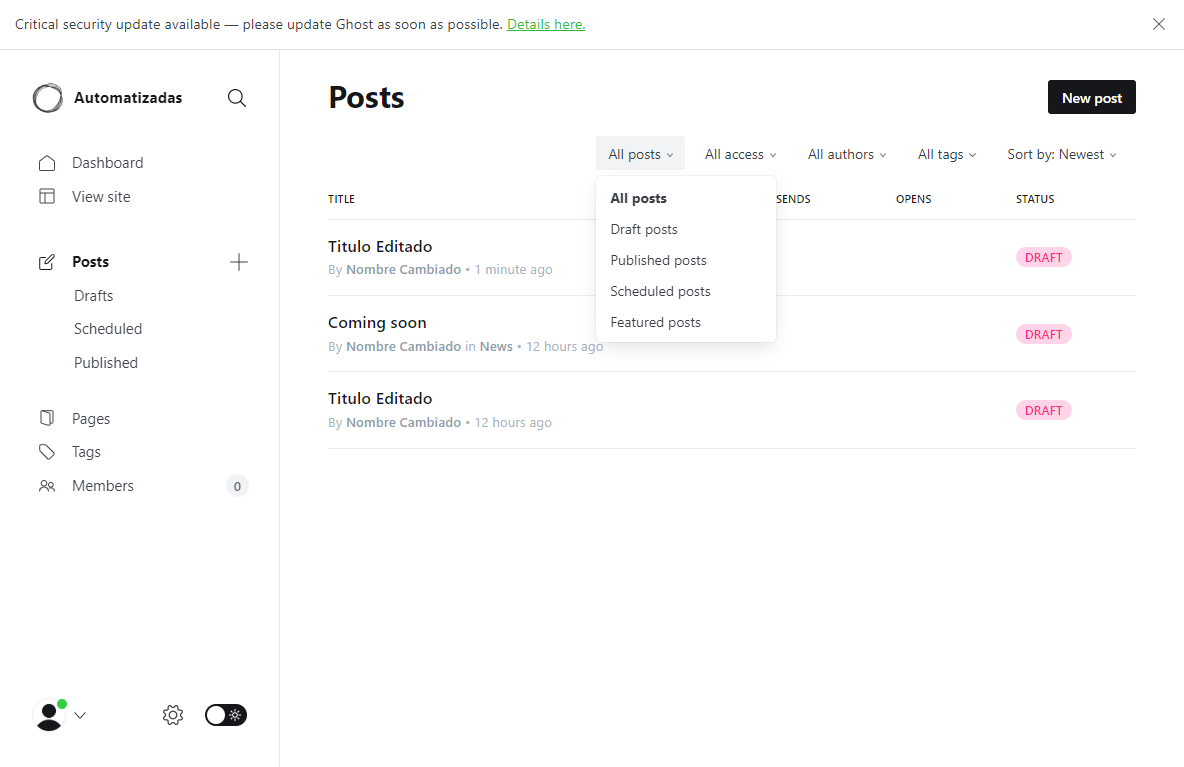 Critical security update available — please update Ghost as soon as possible. Details here.
Automatizadas
Dashboard
View site
Posts
Drafts
Scheduled
Published
Pages
Tags
Members 0
Posts
New post
All posts All access All authors All tags Sort by: Newest
All posts
Draft posts
Published posts
Scheduled posts
Featured posts
TITLE SENDS OPENS STATUS
Titulo Editado
By Nombre Cambiado • 1 minute ago
DRAFT
Coming soon
By Nombre Cambiado in News • 12 hours ago
DRAFT
Titulo Editado
By Nombre Cambiado • 12 hours ago
DRAFT